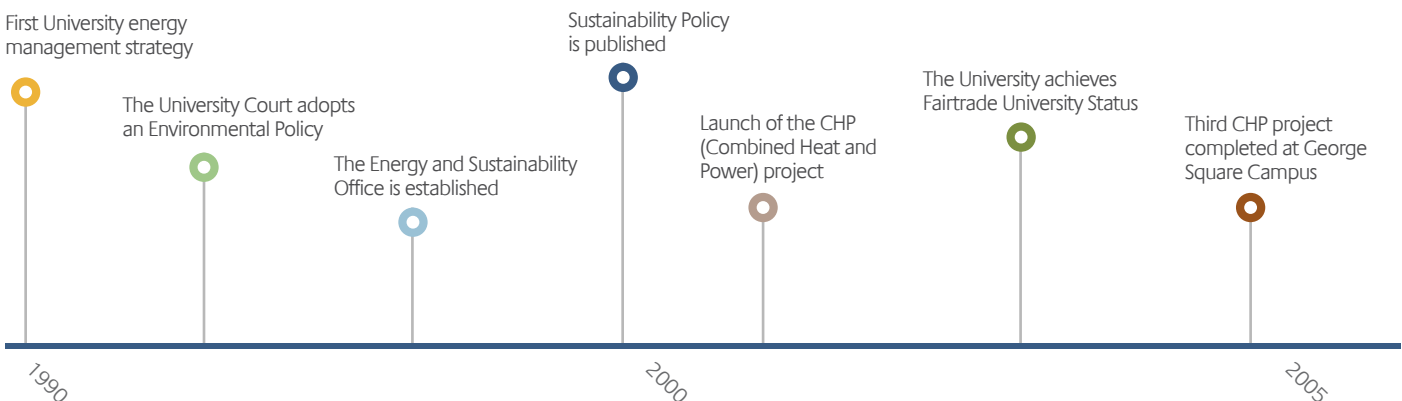 First University energy
management strategy
The University Court adopts
an Environmental Policy
The Energy and Sustainability
Office is established
Sustainability Policy
is published
Launch of the CHP
(Combined Heat and
Power) project
The University achieves
Fairtrade University Status
Third CHP project
completed at George
Square Campus
1990
2000
2005